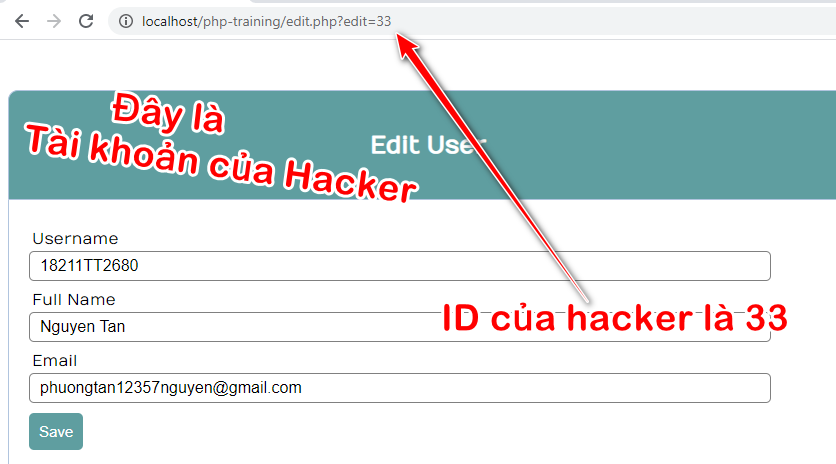 localhost/php-training/edit.php?edit=33
Đây là
Tài khoản của Hacker
Edit User
Username
18211TT2680
Full Name
ID của hacker là 33
Nguyen Tan
Email
phuongtan12357nguyen@gmail.com
Save